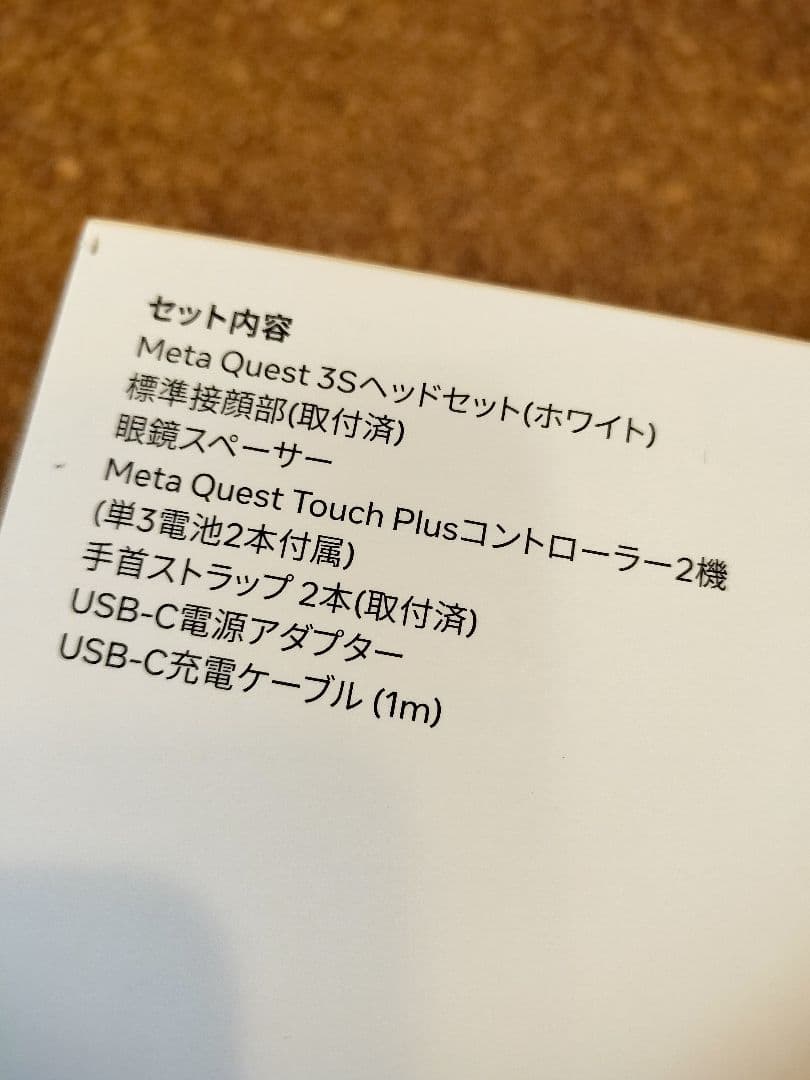 セット内容
Meta Quest 3Sヘッドセット(ホワイト)
標準接顔部(取付済)
眼鏡スペーサー
Meta Quest Touch Plusコントローラー2機
(単3電池2本付属)
手首ストラップ 2本(取付済)
USB-C電源アダプター
USB-C充電ケーブル (1m)